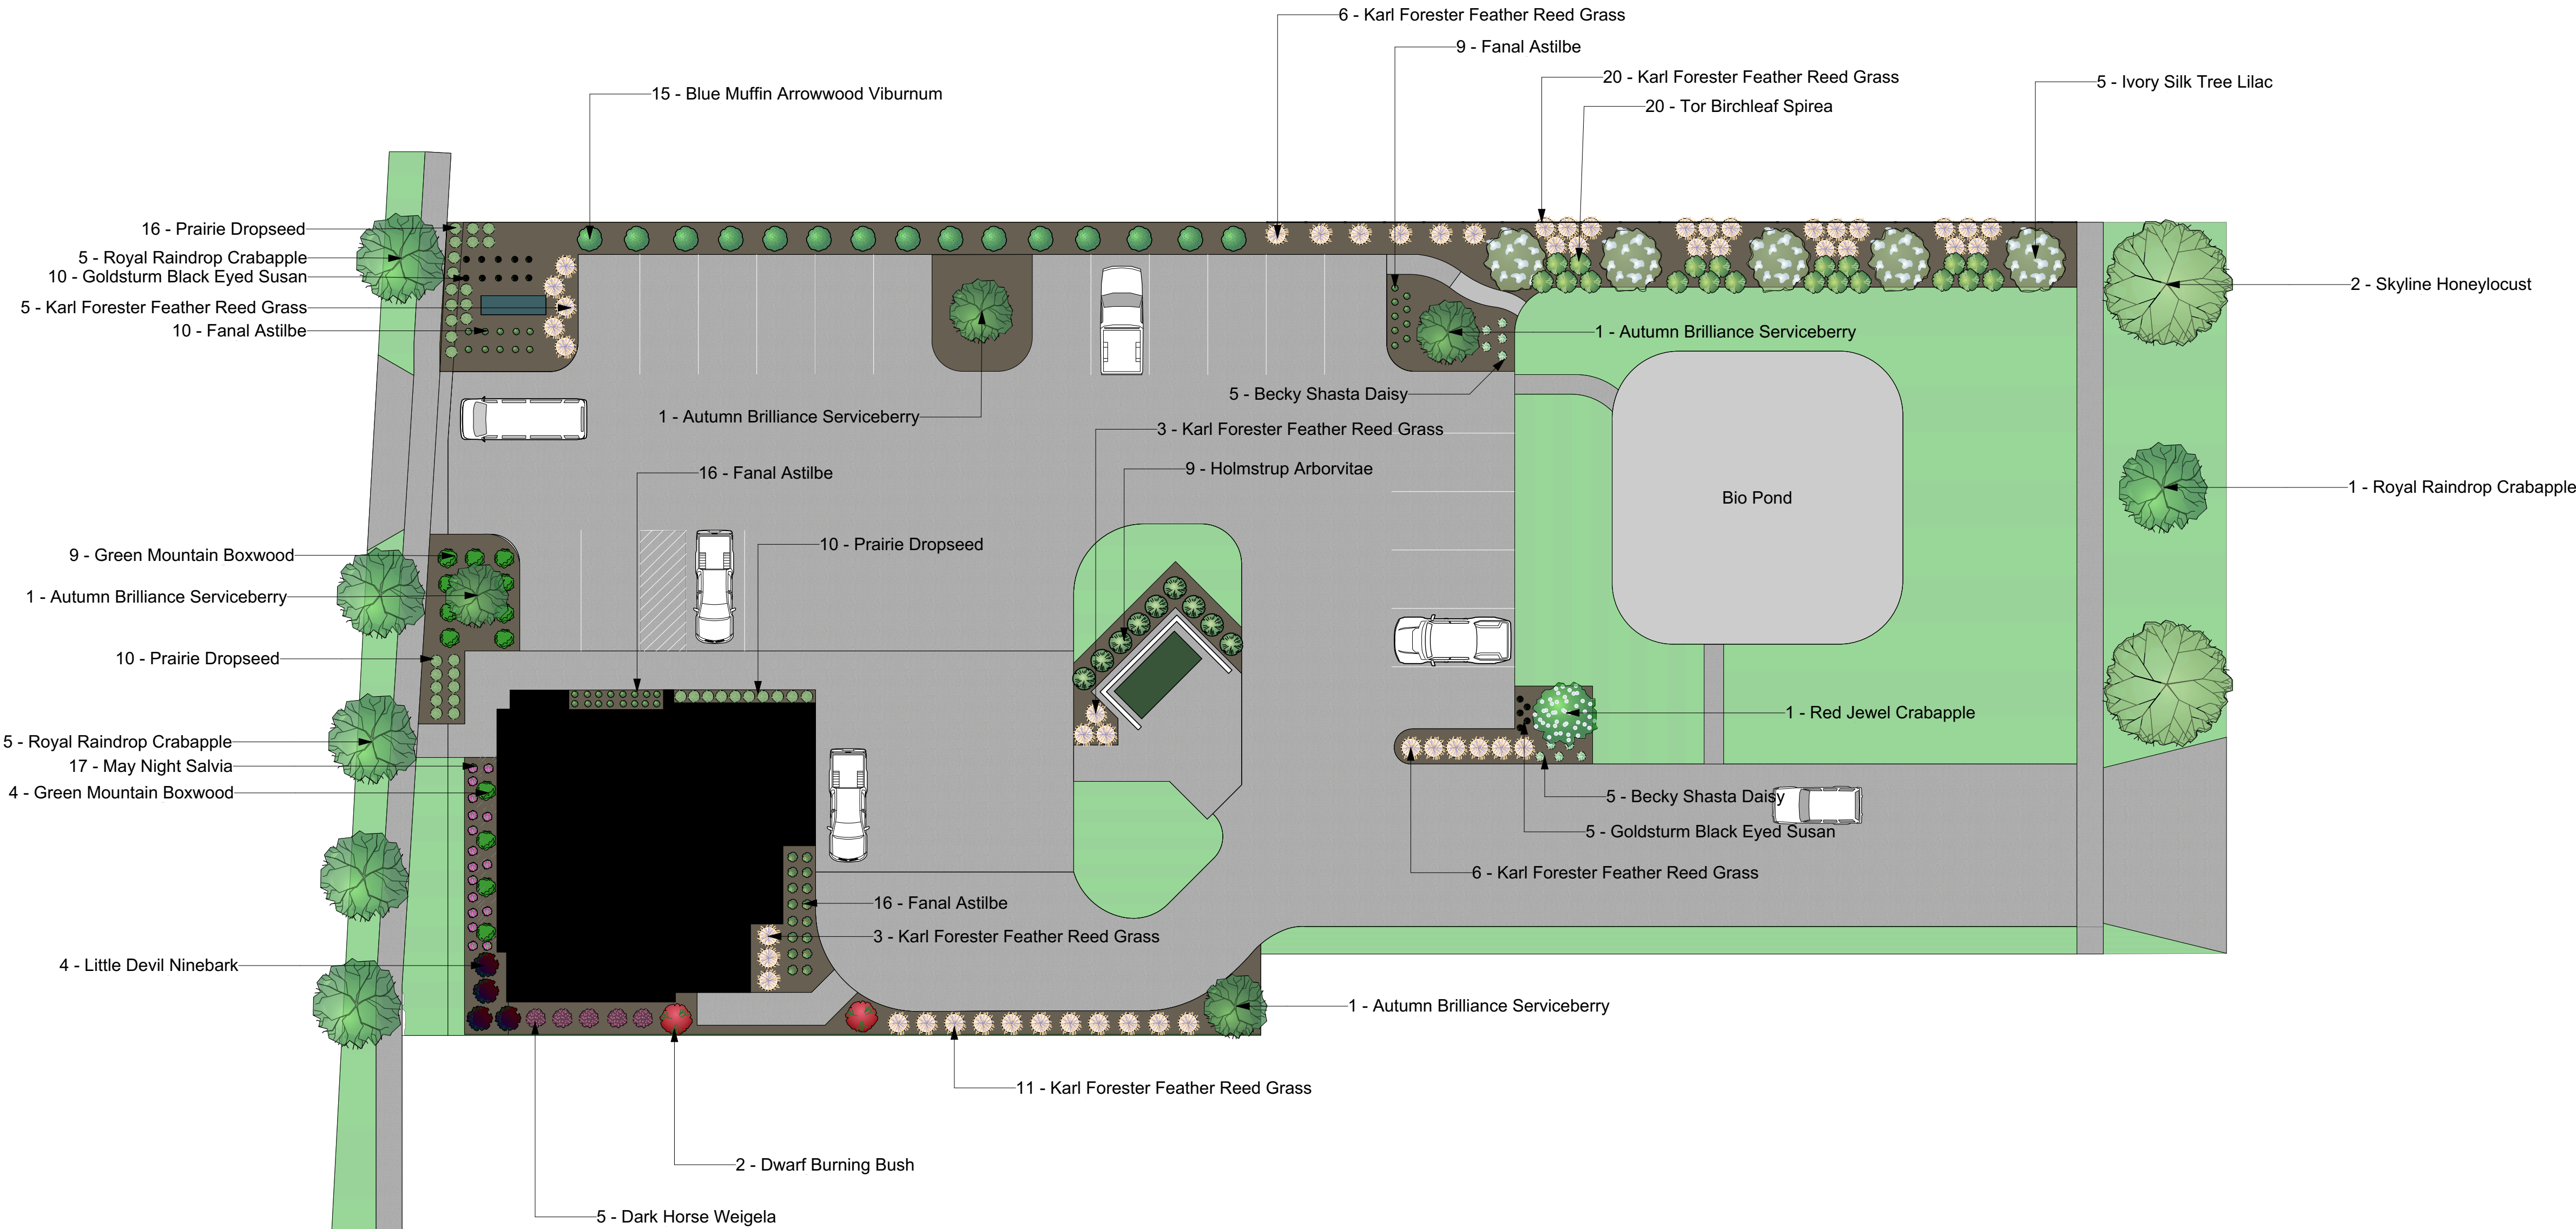 6 - Karl Forester Feather Reed Grass
9 - Fanal Astilbe
20 - Karl Forester Feather Reed Grass
5 - Ivory Silk Tree Lilac
15 - Blue Muffin Arrowwood Viburnum
20 - Tor Birchleaf Spirea
16 - Prairie Dropseed
5 - Royal Raindrop Crabapple
10 - Goldsturm Black Eyed Susan
2 - Skyline Honeylocust
5 - Karl Forester Feather Reed Grass
10 - Fanal Astilbe
1 - Autumn Brilliance Serviceberry
5 - Becky Shasta Daisy
1 - Autumn Brilliance Serviceberry
3 - Karl Forester Feather Reed Grass
9 - Holmstrup Arborvitae
16 - Fanal Astilbe
1 - Royal Raindrop Crabapple
Bio Pond
10 - Prairie Dropseed
9 - Green Mountain Boxwood
1 - Autumn Brilliance Serviceberry
10 - Prairie Dropseed
1 - Red Jewel Crabapple
5 - Royal Raindrop Crabapple
17 - May Night Salvia
4 - Green Mountain Boxwood
5 - Becky Shasta Daisy
5 - Goldsturm Black Eyed Susan
6 - Karl Forester Feather Reed Grass
16 - Fanal Astilbe
3 - Karl Forester Feather Reed Grass
4 - Little Devil Ninebark
1 - Autumn Brilliance Serviceberry
11 - Karl Forester Feather Reed Grass
2 - Dwarf Burning Bush
5 - Dark Horse Weigela